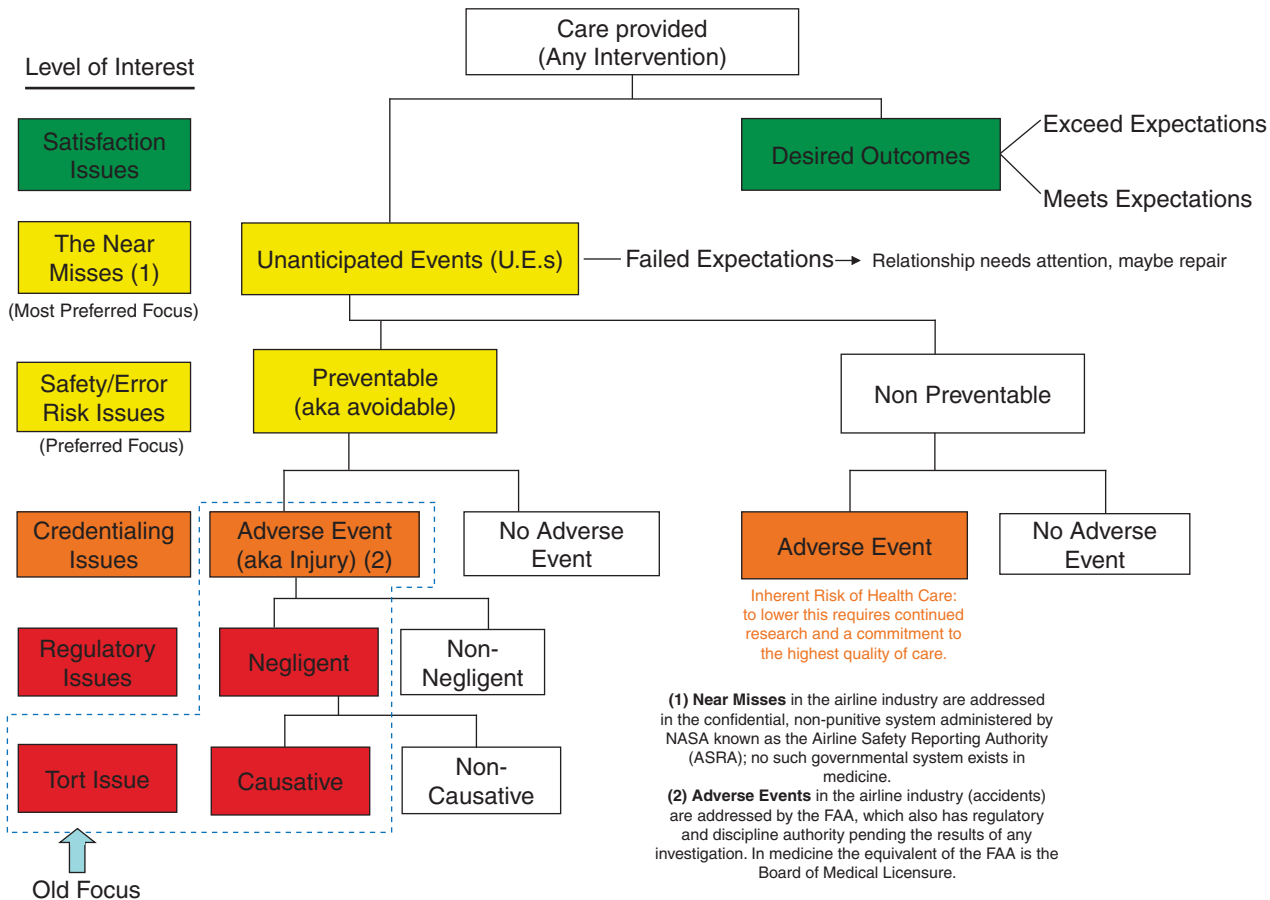 Care provided
(Any Intervention)
Level of Interest
Satisfaction
Issues
Desired Outcomes
Exceed Expectations
Meets Expectations
The Near
Misses (1)
(Most Preferred Focus)
Unanticipated Events (U.E.s)
Failed Expectations
Relationship needs attention, maybe repair
Safety/Error
Risk Issues
(Preferred Focus)
Preventable
(aka avoidable)
Non Preventable
Credentialing
Issues
Adverse Event
(aka Injury) (2)
No Adverse
Event
Adverse Event
No Adverse
Event
Inherent Risk of Health Care:
to lower this requires continued
research and a commitment to
the highest quality of care.
Regulatory
Issues
Negligent
Non-
Negligent
Tort Issue
Causative
Non-
Causative
(1) Near Misses in the airline industry are addressed
in the confidential, non-punitive system administered by
NASA known as the Airline Safety Reporting Authority
(ASRA); no such governmental system exists in
medicine.
(2) Adverse Events in the airline industry (accidents)
are addressed by the FAA, which also has regulatory
and discipline authority pending the results of any
investigation. In medicine the equivalent of the FAA is the
Board of Medical Licensure.
Old Focus